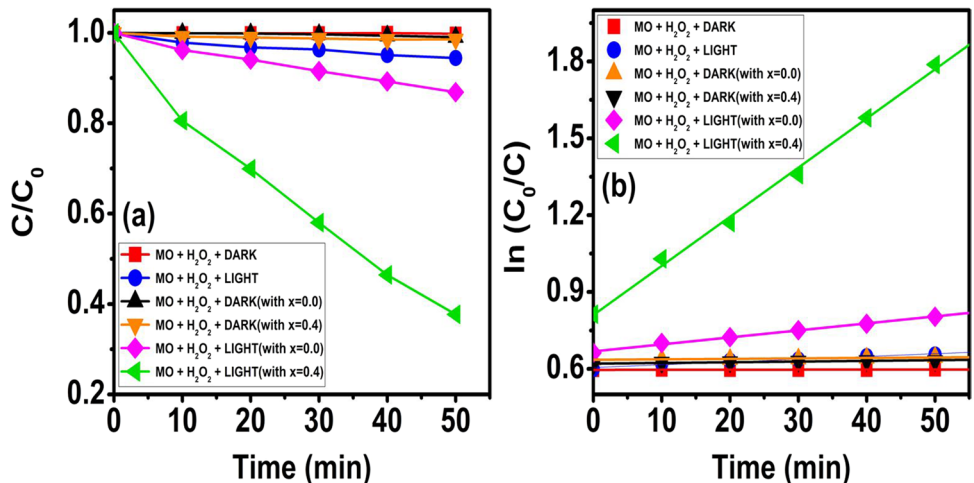 1.0
0.8
0.6
0.4
0.2
C/C₀
(a)
MO + H₂O₂ + DARK
MO + H₂O₂ + LIGHT
MO + H₂O₂ + DARK(with x=0.0)
MO + H₂O₂ + DARK(with x=0.4)
MO + H₂O₂ + LIGHT(with x=0.0)
MO + H₂O₂ + LIGHT(with x=0.4)
0 10 20 30 40 50
Time (min)
1.8
1.5
1.2
0.9
0.6
ln (C₀/C)
MO + H₂O₂ + DARK
MO + H₂O₂ + LIGHT
MO + H₂O₂ + DARK(with x=0.0)
MO + H₂O₂ + DARK(with x=0.4)
MO + H₂O₂ + LIGHT(with x=0.0)
MO + H₂O₂ + LIGHT(with x=0.4)
(b)
0 10 20 30 40 50
Time (min)